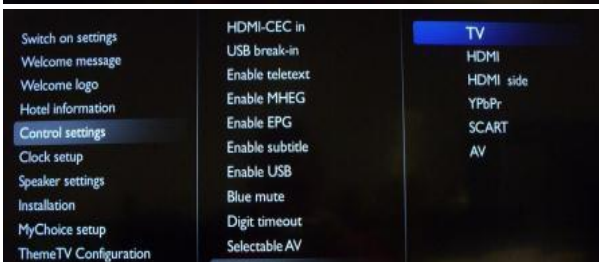 Switch on settings
Welcome message
Welcome logo
Hotel information
Control settings
Clock setup
Speaker settings
Installation
MyChoice setup
ThemeTV Configuration
HDMI-CEC in
USB break-in
Enable teletext
Enable MHEG
Enable EPG
Enable subtitle
Enable USB
Blue mute
Digit timeout
Selectable AV
TV
HDMI
HDMI side
YPbPr
SCART
AV